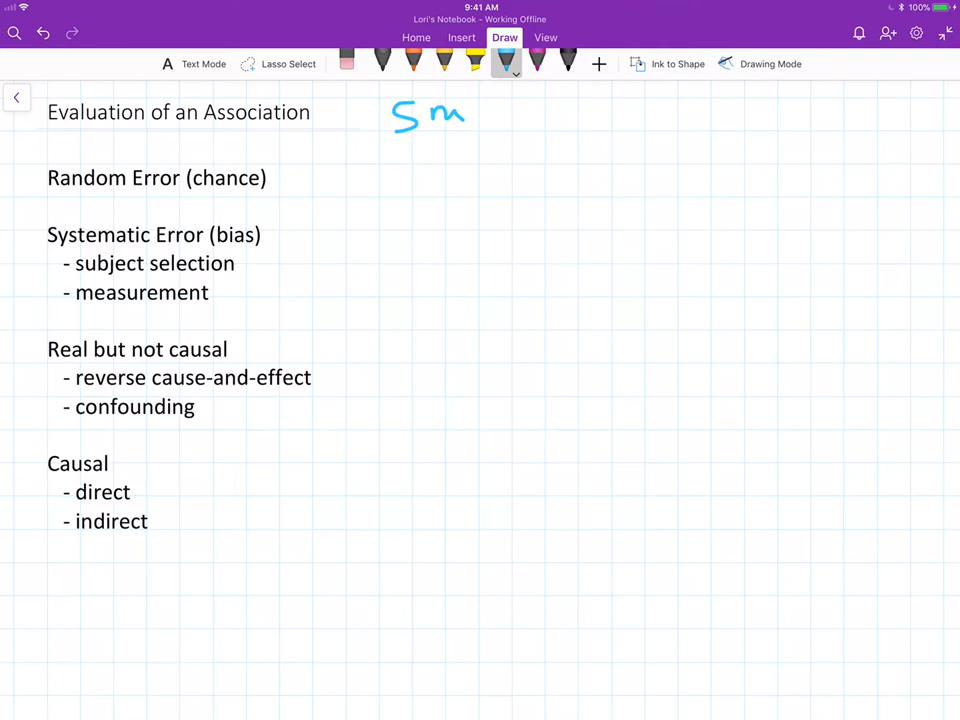 9:41 AM
100%
Lori's Notebook - Working Offline
Home Insert Draw View
A Text Mode Lasso Select Ink to Shape Drawing Mode
Evaluation of an Association Sm
Random Error (chance)
Systematic Error (bias)
- subject selection
- measurement
Real but not causal
- reverse cause-and-effect
- confounding
Causal
- direct
- indirect